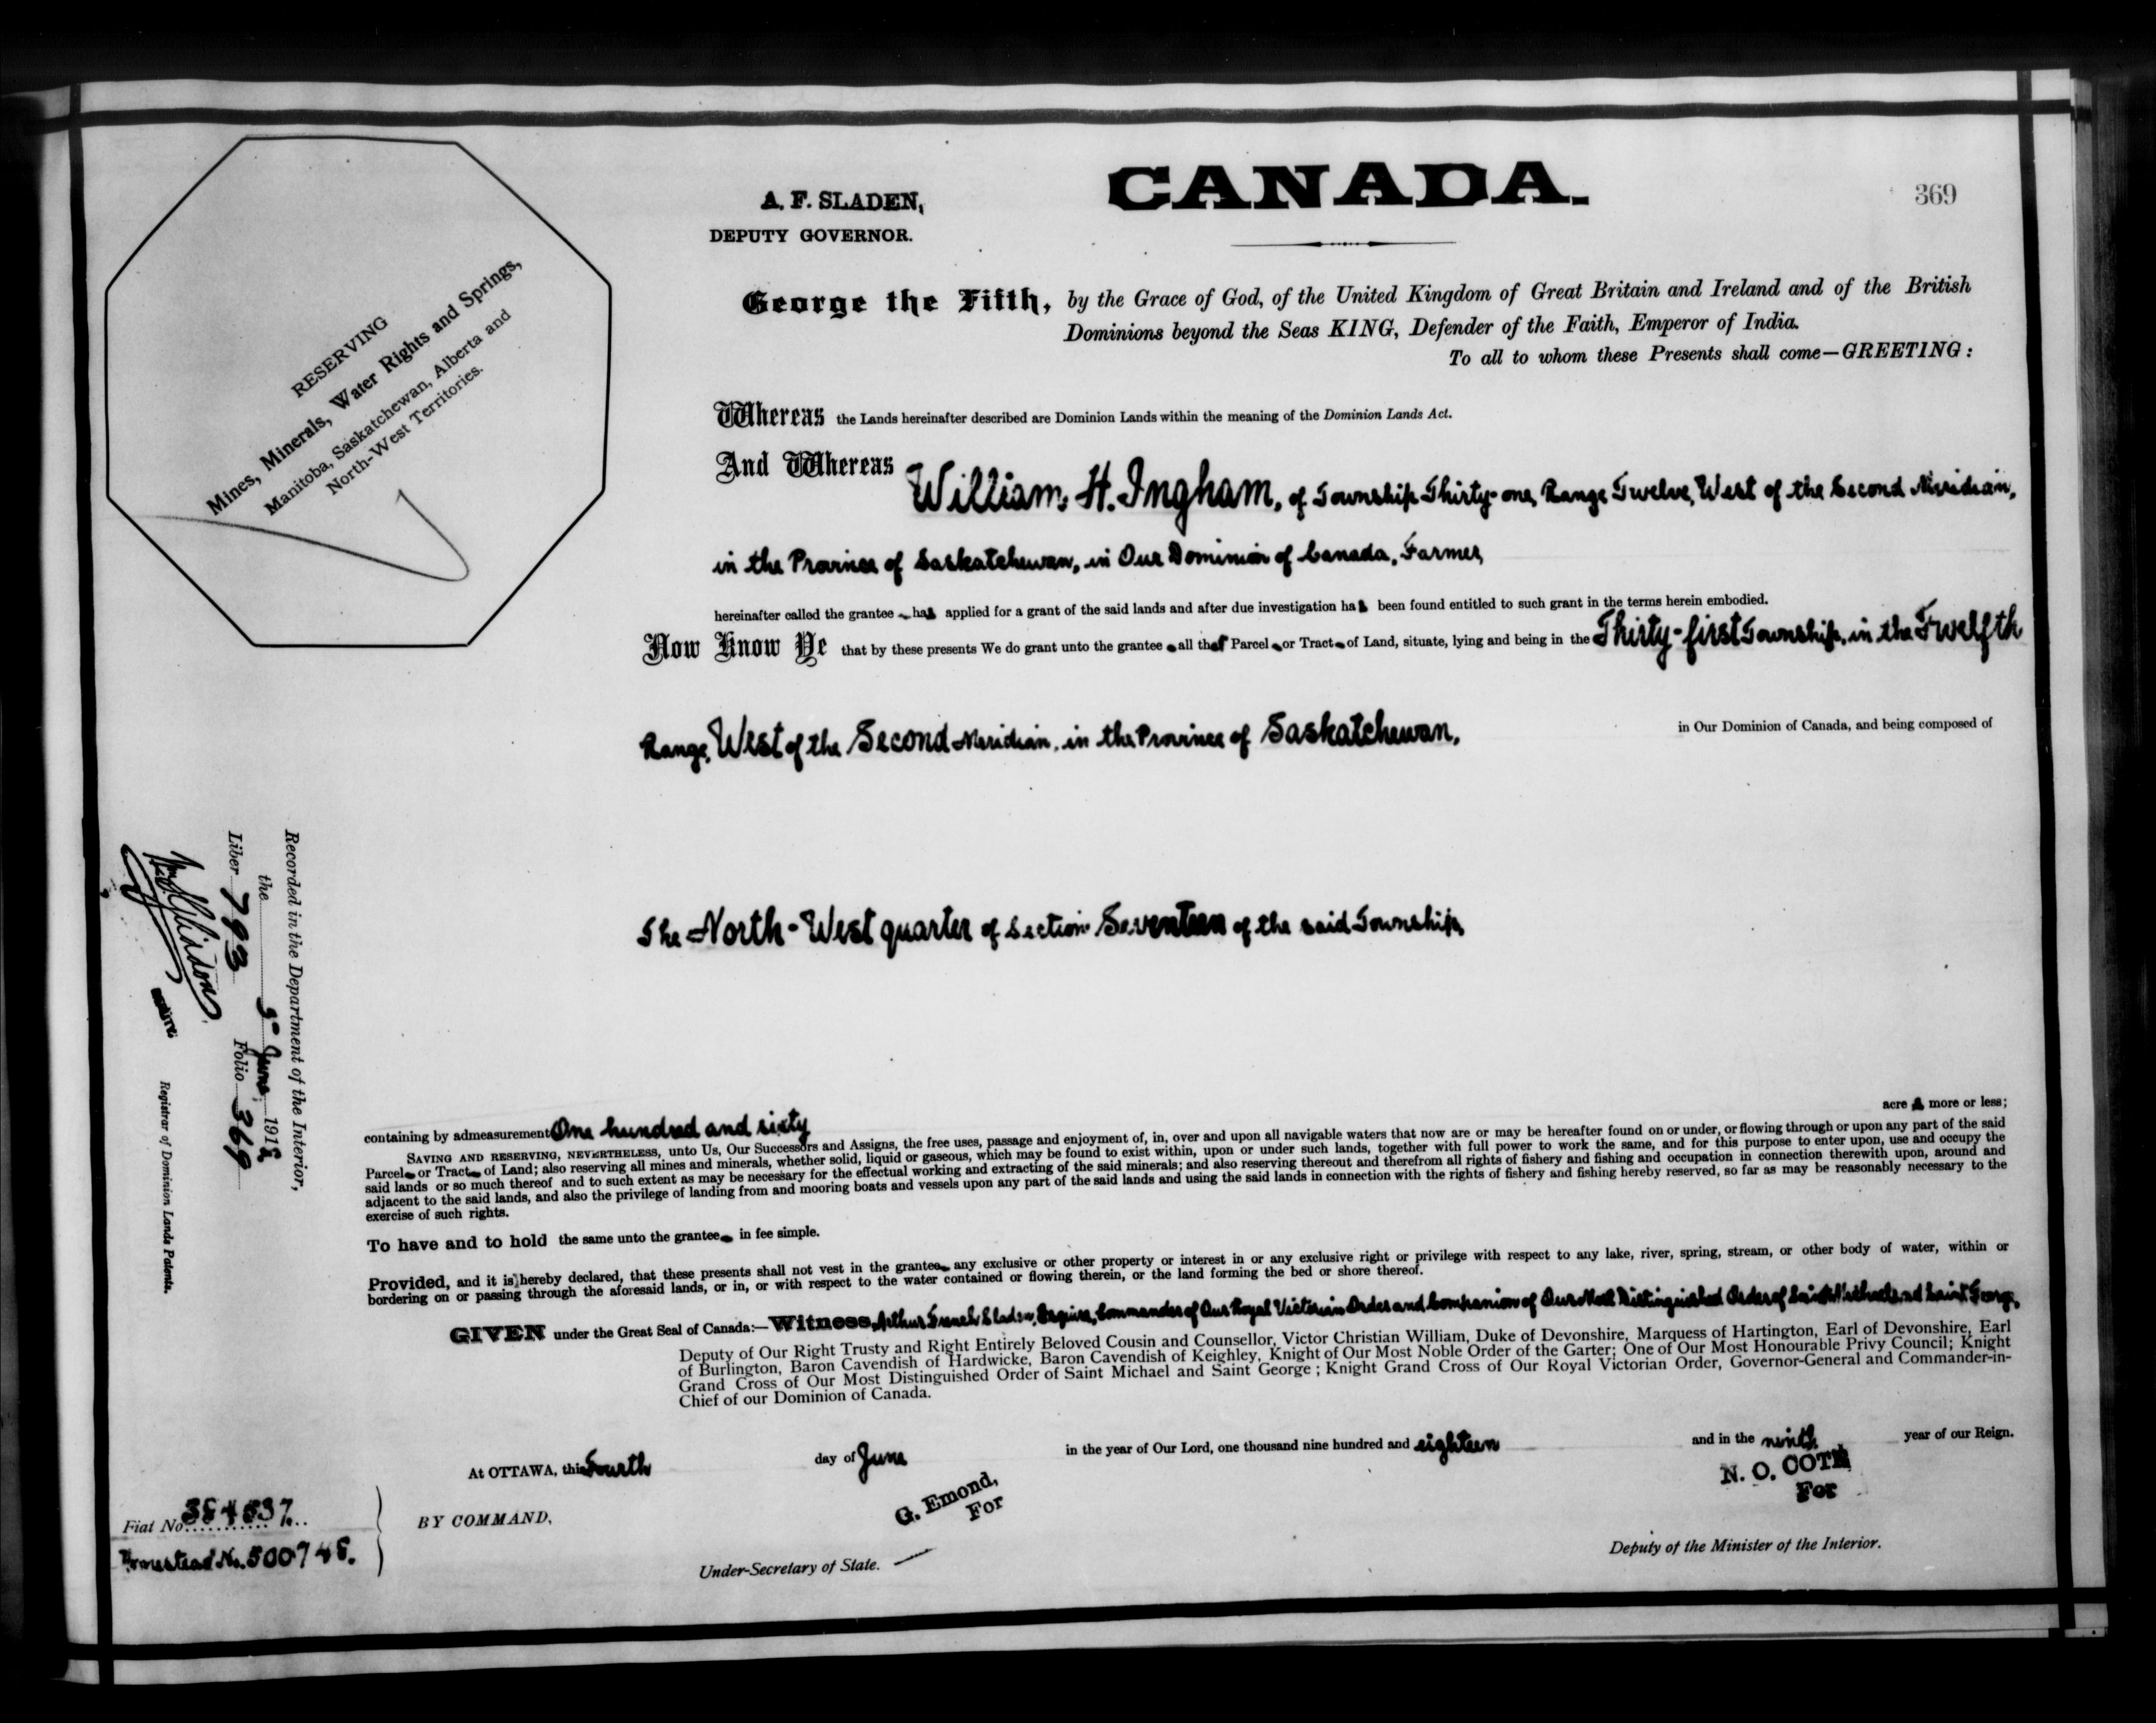 CANADA.
369
A. F. SLADEN,
DEPUTY GOVERNOR.
RESERVING
Mines, Minerals, Water Rights and Springs,
Manitoba, Saskatchewan, Alberta and
North-West Territories.
George the Fifth, by the Grace of God, of the United Kingdom of Great Britain and Ireland and of the British
Dominions beyond the Seas KING, Defender of the Faith, Emperor of India.
To all to whom these Presents shall come—GREETING:
Whereas the Lands hereinafter described are Dominion Lands within the meaning of the Dominion Lands Act.
And Whereas William H. Ingham, of Township Thirty-one, Range Twelve, West of the Second Meridian,
in the Province of Saskatchewan, in Our Dominion of Canada, Farmer,
hereinafter called the grantee has applied for a grant of the said lands and after due investigation has been found entitled to such grant in the terms herein embodied.
Now Know Ye that by these presents We do grant unto the grantee all that Parcel or Tract of Land, situate, lying and being in the Thirty-first Township, in the Twelfth
Range, West of the Second Meridian, in the Province of Saskatchewan, in Our Dominion of Canada, and being composed of
The North-West quarter of Section Seventeen of the said Township,
Recorded in the Department of the Interior,
the 5th June, 1918
Liber 793 Folio 369
Registrar of Dominion Lands Patents.
containing by admeasurement One hundred and sixty acre s more or less;
SAVING AND RESERVING, NEVERTHELESS, unto Us, Our Successors and Assigns, the free uses, passage and enjoyment of, in, over and upon all navigable waters that now are or may be hereafter found on or under, or flowing through or upon any part of the said
Parcel or Tract of Land; also reserving all mines and minerals, whether solid, liquid or gaseous, which may be found to exist within, upon or under such lands, together with full power to work the same, and for this purpose to enter upon, use and occupy the
said lands or so much thereof and to such extent as may be necessary for the effectual working and extracting of the said minerals; and also reserving thereout and therefrom all rights of fishery and fishing and occupation in connection therewith upon, around and
adjacent to the said lands, and also the privilege of landing from and mooring boats and vessels upon any part of the said lands and using the said lands in connection with the rights of fishery and fishing hereby reserved, so far as may be reasonably necessary to the
exercise of such rights.
To have and to hold the same unto the grantee in fee simple.
Provided, and it is hereby declared, that these presents shall not vest in the grantee any exclusive or other property or interest in or any exclusive right or privilege with respect to any lake, river, spring, stream, or other body of water, within or
bordering on or passing through the aforesaid lands, or in, or with respect to the water contained or flowing therein, or the land forming the bed or shore thereof.
GIVEN under the Great Seal of Canada:—Witness, Arthur French Sladen, Esquire, Commander of Our Royal Victorian Order and Companion of Our Most Distinguished Order of Saint Michael and Saint George,
Deputy of Our Right Trusty and Right Entirely Beloved Cousin and Counsellor, Victor Christian William, Duke of Devonshire, Marquess of Hartington, Earl of Devonshire, Earl
of Burlington, Baron Cavendish of Hardwicke, Baron Cavendish of Keighley, Knight of Our Most Noble Order of the Garter; One of Our Most Honourable Privy Council; Knight
Grand Cross of Our Most Distinguished Order of Saint Michael and Saint George; Knight Grand Cross of Our Royal Victorian Order, Governor-General and Commander-in-
Chief of our Dominion of Canada.
At OTTAWA, this Fourth day of June in the year of Our Lord, one thousand nine hundred and eighteen and in the ninth year of our Reign.
BY COMMAND,
G. Emond,
For
Under-Secretary of State.
N. O. COTE
For
Deputy of the Minister of the Interior.
Fiat No.
Homestead No.